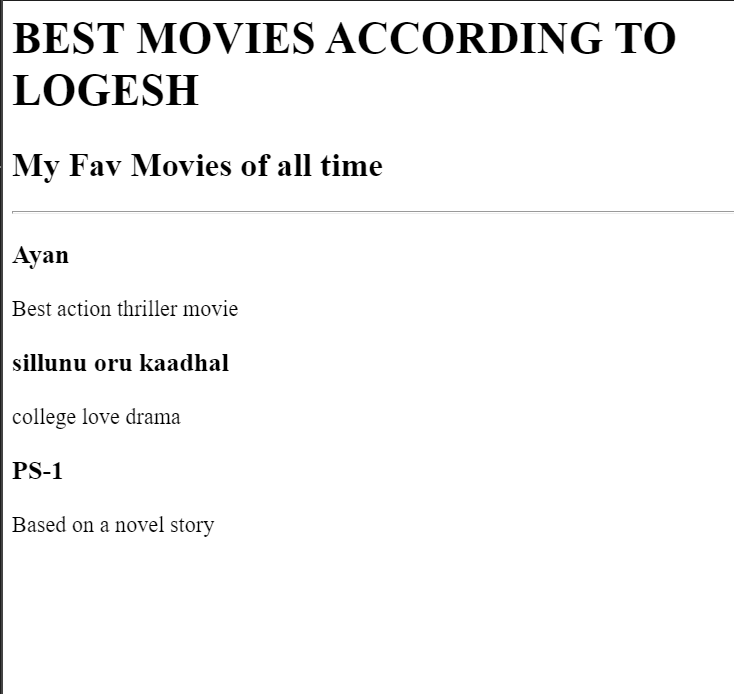 BEST MOVIES ACCORDING TO
LOGESH
My Fav Movies of all time
Ayan
Best action thriller movie
sillunu oru kaadhal
college love drama
PS-1
Based on a novel story